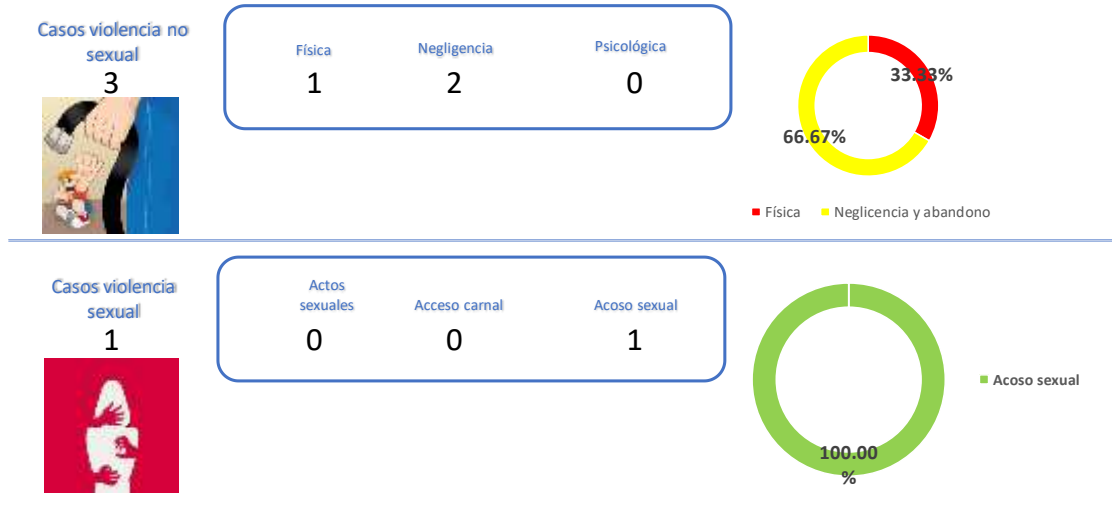 Casos violencia no
sexual
3
Física
Negligencia
Psicológica
1
2
0
33.33%
66.67%
Física
Neglicencia y abandono
Casos violencia
sexual
1
Actos
sexuales
Acceso carnal
Acoso sexual
0
0
1
Acoso sexual
100.00
%